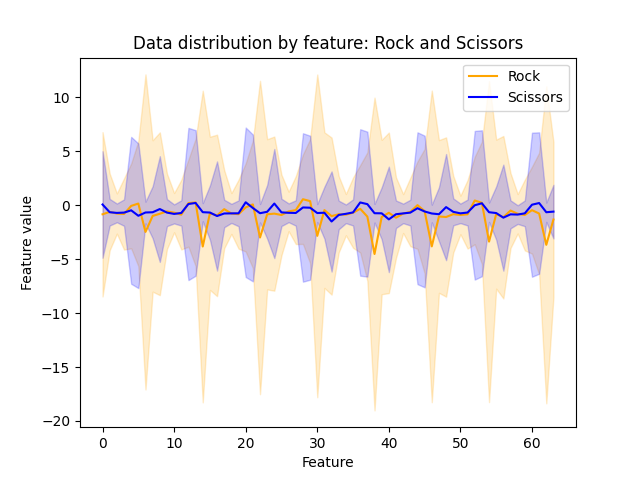 Data distribution by feature: Rock and Scissors
Rock
Scissors
10
5
0
−5
−10
−15
−20
Feature value
0 10 20 30 40 50 60
Feature